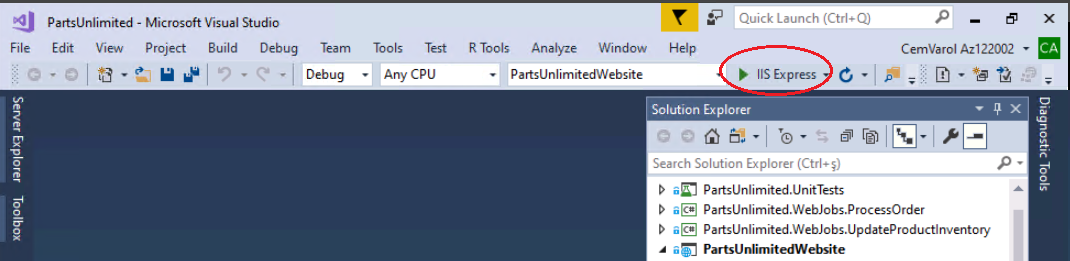 PartsUnlimited - Microsoft Visual Studio
Quick Launch (Ctrl+Q)
File Edit View Project Build Debug Team Tools Test R Tools Analyze Window Help
CemVarol Az122002 CA
Debug Any CPU PartsUnlimitedWebsite IIS Express
Server Explorer
Toolbox
Solution Explorer
Search Solution Explorer (Ctrl+ş)
PartsUnlimited.UnitTests
C# PartsUnlimited.WebJobs.ProcessOrder
C# PartsUnlimited.WebJobs.UpdateProductInventory
PartsUnlimitedWebsite
Diagnostic Tools